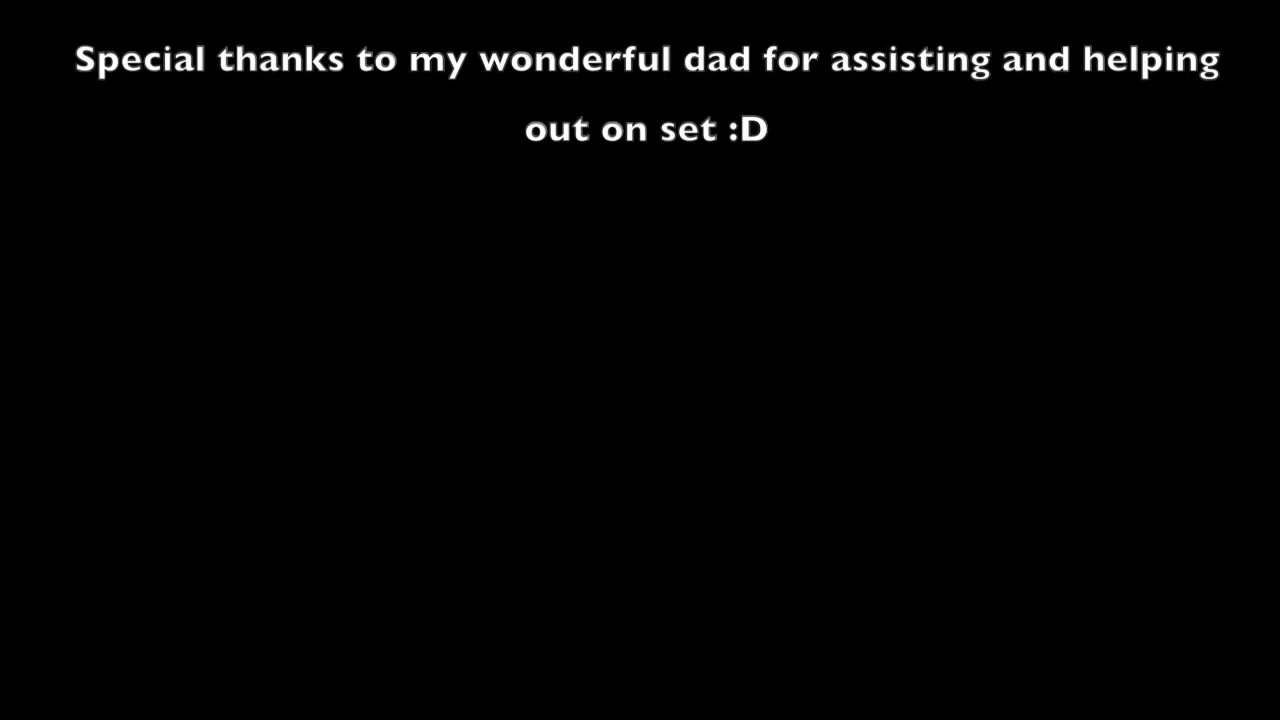 Special thanks to my wonderful dad for assisting and helping
out on set :D